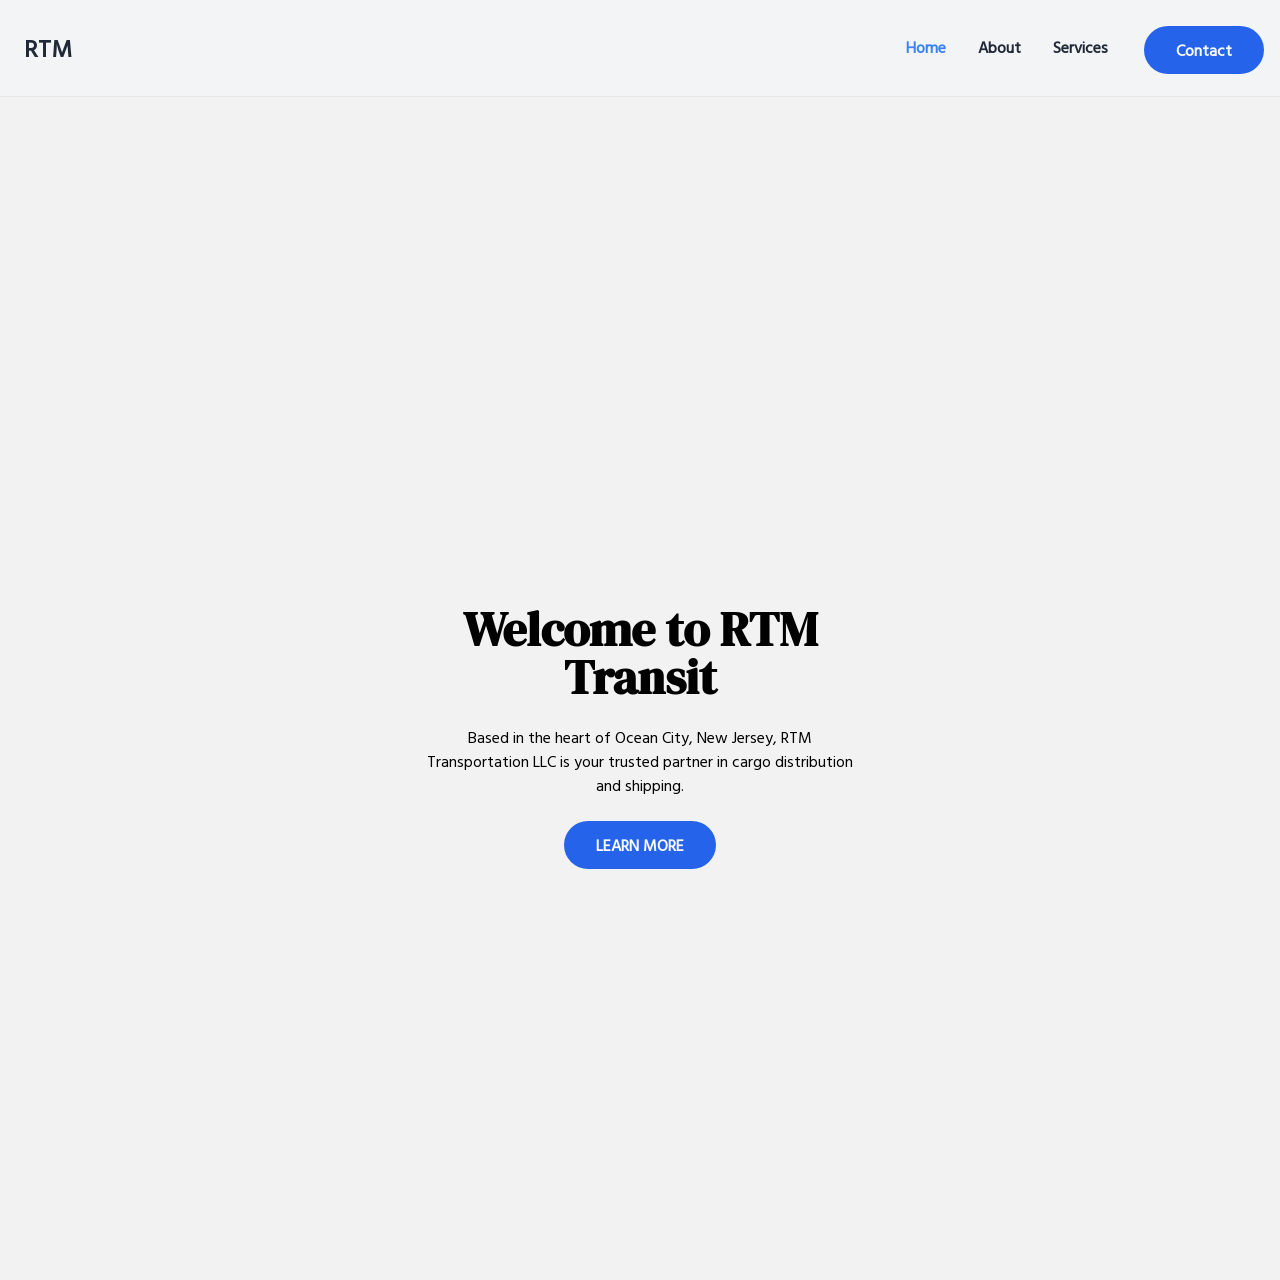 RTM
Home
About
Services
Contact
Welcome to RTM
Transit
Based in the heart of Ocean City, New Jersey, RTM
Transportation LLC is your trusted partner in cargo distribution
and shipping.
LEARN MORE